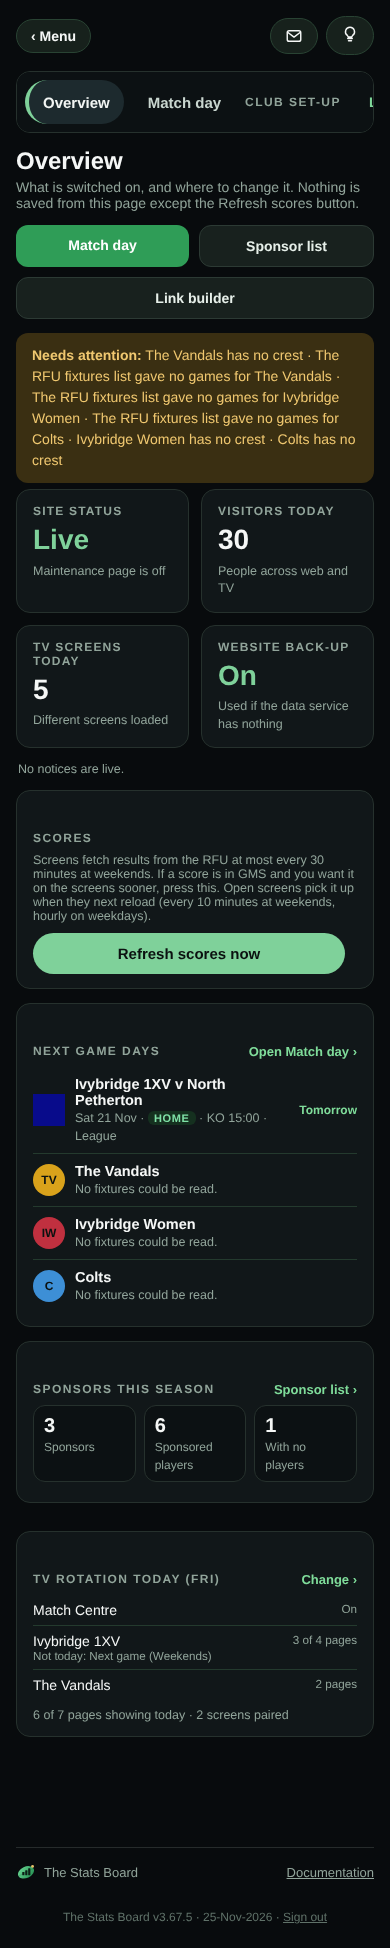 ‹ Menu
Overview
Match day
CLUB SET-UP
Overview
What is switched on, and where to change it. Nothing is
saved from this page except the Refresh scores button.
Match day
Sponsor list
Link builder
Needs attention: The Vandals has no crest · The
RFU fixtures list gave no games for The Vandals ·
The RFU fixtures list gave no games for Ivybridge
Women · The RFU fixtures list gave no games for
Colts · Ivybridge Women has no crest · Colts has no
crest
SITE STATUS
Live
Maintenance page is off
VISITORS TODAY
30
People across web and
TV
TV SCREENS
TODAY
5
Different screens loaded
WEBSITE BACK-UP
On
Used if the data service
has nothing
No notices are live.
SCORES
Screens fetch results from the RFU at most every 30
minutes at weekends. If a score is in GMS and you want it
on the screens sooner, press this. Open screens pick it up
when they next reload (every 10 minutes at weekends,
hourly on weekdays).
Refresh scores now
NEXT GAME DAYS
Open Match day ›
Ivybridge 1XV v North
Petherton
Sat 21 Nov · HOME · KO 15:00 ·
League
Tomorrow
TV
The Vandals
No fixtures could be read.
IW
Ivybridge Women
No fixtures could be read.
C
Colts
No fixtures could be read.
SPONSORS THIS SEASON
Sponsor list ›
3
Sponsors
6
Sponsored
players
1
With no
players
TV ROTATION TODAY (FRI)
Change ›
Match Centre
On
Ivybridge 1XV
3 of 4 pages
Not today: Next game (Weekends)
The Vandals
2 pages
6 of 7 pages showing today · 2 screens paired
The Stats Board
Documentation
The Stats Board v3.67.5 · 25-Nov-2026 · Sign out